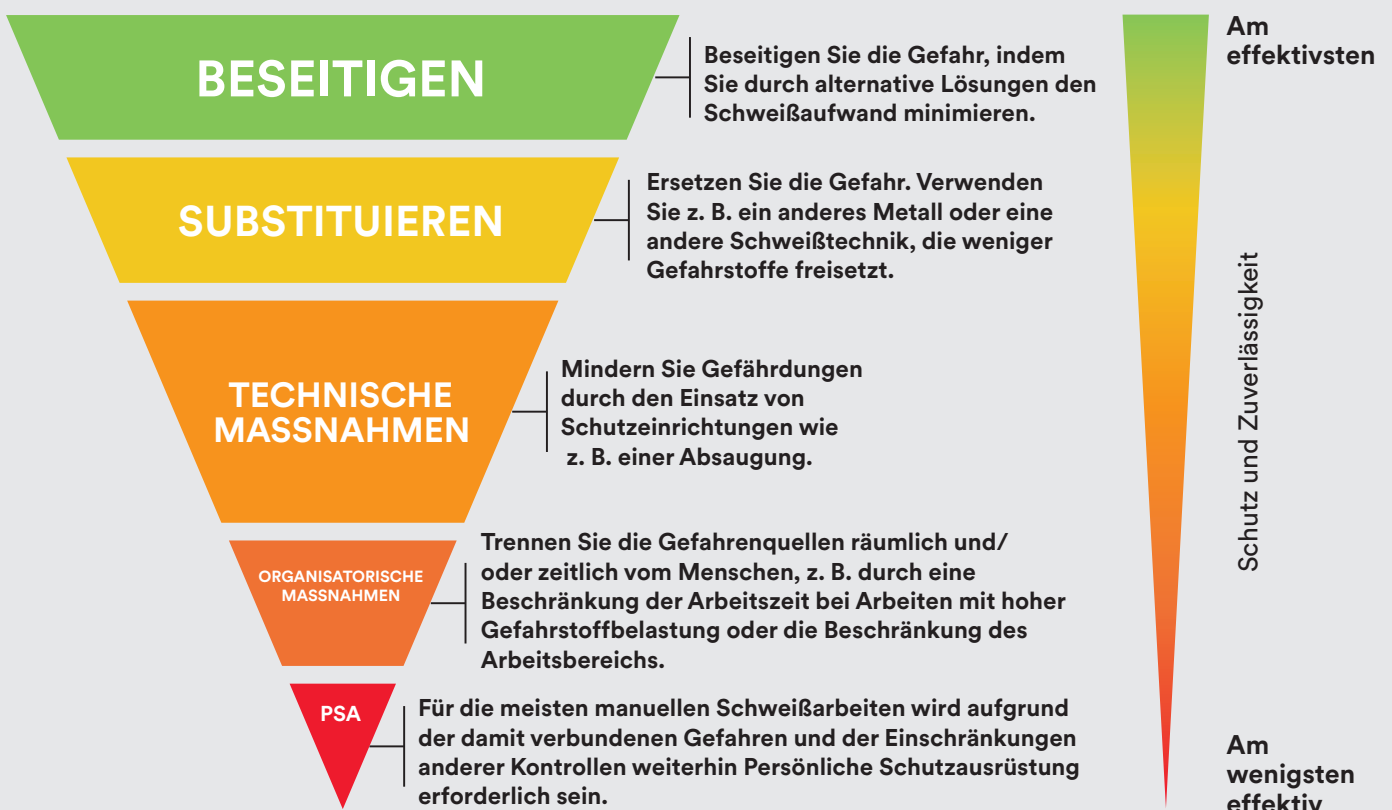 BESEITIGEN
Beseitigen Sie die Gefahr, indem
Sie durch alternative Lösungen den
Schweißaufwand minimieren.
SUBSTITUIEREN
Ersetzen Sie die Gefahr. Verwenden
Sie z. B. ein anderes Metall oder eine
andere Schweißtechnik, die weniger
Gefahrstoffe freisetzt.
TECHNISCHE
MASSNAHMEN
Mindern Sie Gefährdungen
durch den Einsatz von
Schutzeinrichtungen wie
z. B. einer Absaugung.
ORGANISATORISCHE
MASSNAHMEN
Trennen Sie die Gefahrenquellen räumlich und/
oder zeitlich vom Menschen, z. B. durch eine
Beschränkung der Arbeitszeit bei Arbeiten mit hoher
Gefahrstoffbelastung oder die Beschränkung des
Arbeitsbereichs.
PSA
Für die meisten manuellen Schweißarbeiten wird aufgrund
der damit verbundenen Gefahren und der Einschränkungen
anderer Kontrollen weiterhin Persönliche Schutzausrüstung
erforderlich sein.
Am
effektivsten
Schutz und Zuverlässigkeit
Am
wenigsten
effektiv